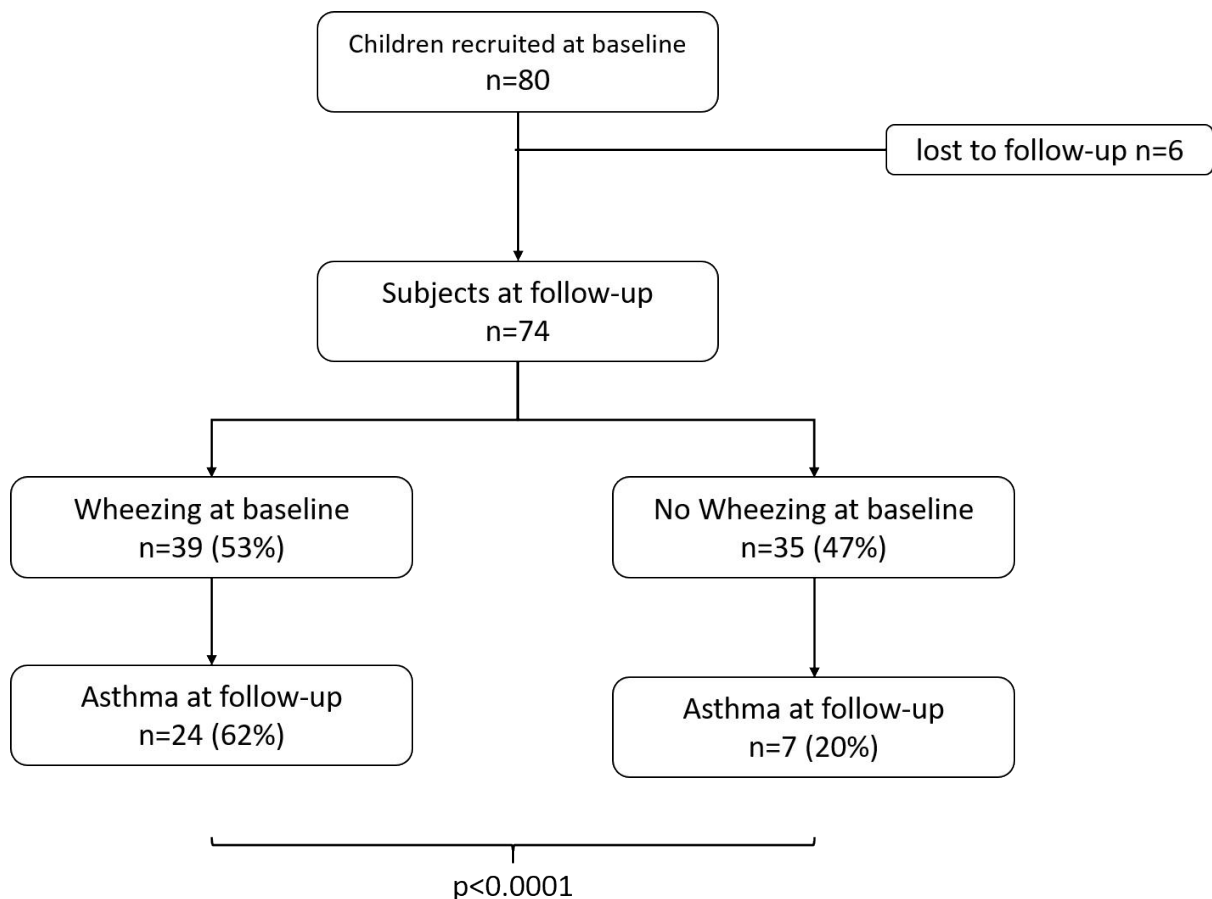 Children recruited at baseline
n=80
lost to follow-up n=6
Subjects at follow-up
n=74
Wheezing at baseline
n=39 (53%)
No Wheezing at baseline
n=35 (47%)
Asthma at follow-up
n=24 (62%)
Asthma at follow-up
n=7 (20%)
p<0.0001